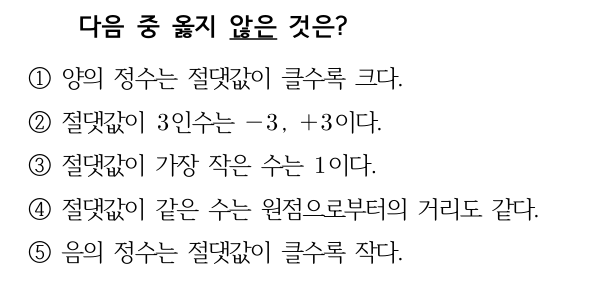 다음 중 옳지 않은 것은?
① 양의 정수는 절댓값이 클수록 크다.
② 절댓값이 3인수는 −3, +3이다.
③ 절댓값이 가장 작은 수는 1이다.
④ 절댓값이 같은 수는 원점으로부터의 거리도 같다.
⑤ 음의 정수는 절댓값이 클수록 작다.